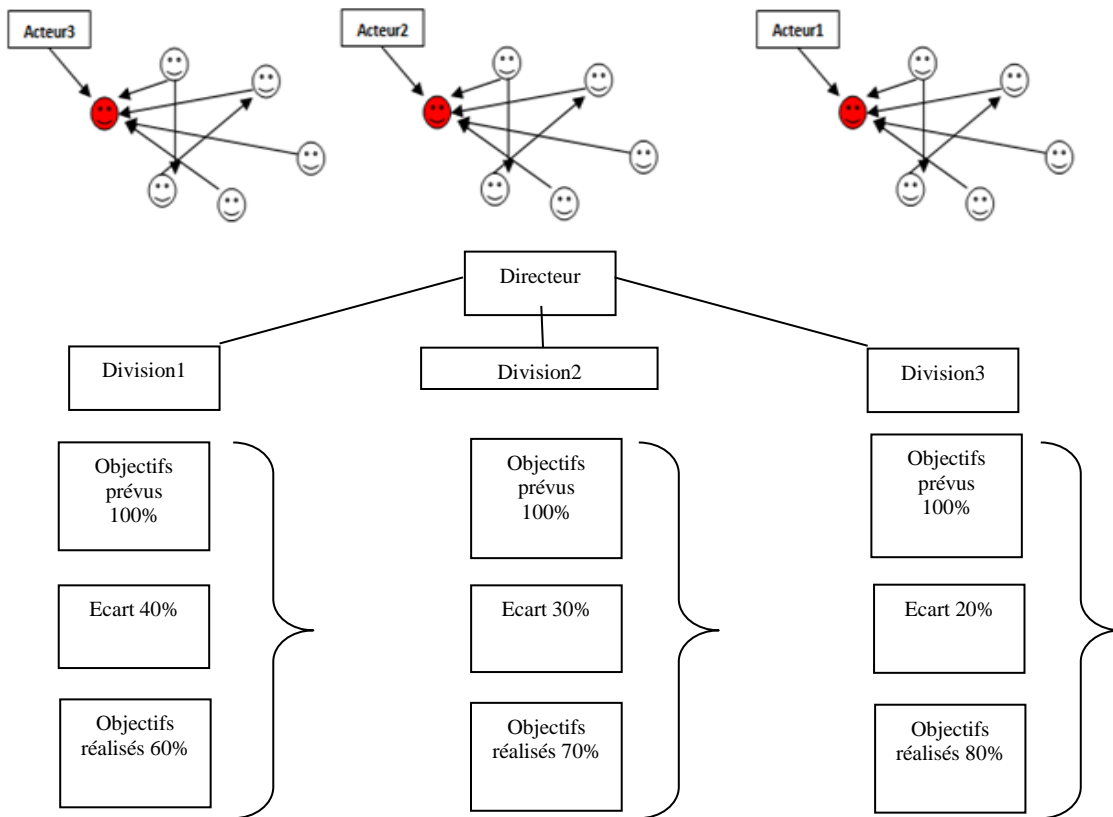 Acteur3
Acteur2
Acteur1
Directeur
Division1
Division2
Division3
Objectifs
prévus
100%
Objectifs
prévus
100%
Objectifs
prévus
100%
Ecart 40%
Ecart 30%
Ecart 20%
Objectifs
réalisés 60%
Objectifs
réalisés 70%
Objectifs
réalisés 80%